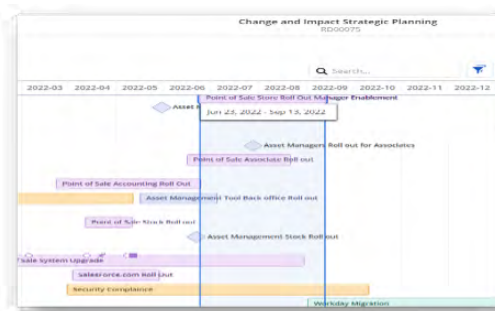 Change and Impact Strategic Planning
RD00075
Search...
2022-03 2022-04 2022-05 2022-06 2022-07 2022-08 2022-09 2022-10 2022-11 2022-12
Point of Sale Store Roll Out Manager Enablement
Asset
Jun 23, 2022 - Sep 13, 2022
Asset Managers Roll out for Associates
Point of Sale Associate Roll out
Point of Sale Accounting Roll Out
Asset Management Tool Back office Roll out
Point of Sale Stock Roll out
Asset Management Stock Roll out
Sale System Upgrade
Salesforce.com Roll Out
Security Complaince
Workday Migration